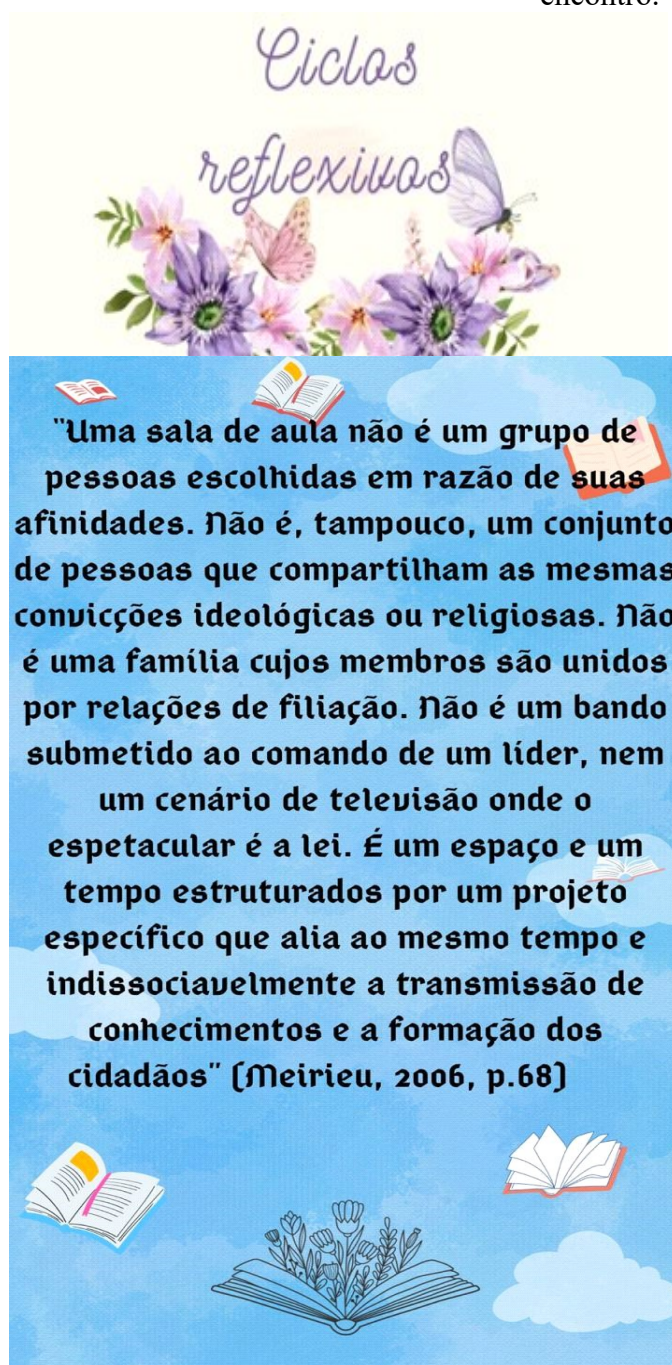 encontro.
Ciclos
reflexivos
"Uma sala de aula não é um grupo de
pessoas escolhidas em razão de suas
afinidades. Não é, tampouco, um conjunto
de pessoas que compartilham as mesmas
convicções ideológicas ou religiosas. Não
é uma família cujos membros são unidos
por relações de filiação. Não é um bando
submetido ao comando de um líder, nem
um cenário de televisão onde o
espetacular é a lei. É um espaço e um
tempo estruturados por um projeto
específico que alia ao mesmo tempo e
indissociavelmente a transmissão de
conhecimentos e a formação dos
cidadãos" (Meirieu, 2006, p.68)